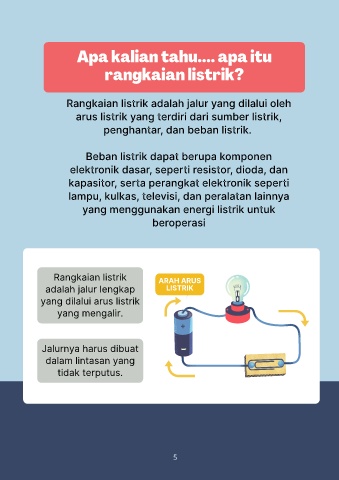 Apa kalian tahu.... apa itu
rangkaian listrik?
Rangkaian listrik adalah jalur yang dilalui oleh
arus listrik yang terdiri dari sumber listrik,
penghantar, dan beban listrik.
Beban listrik dapat berupa komponen
elektronik dasar, seperti resistor, dioda, dan
kapasitor, serta perangkat elektronik seperti
lampu, kulkas, televisi, dan peralatan lainnya
yang menggunakan energi listrik untuk
beroperasi
Rangkaian listrik
adalah jalur lengkap
yang dilalui arus listrik
yang mengalir.
ARAH ARUS
LISTRIK
Jalurnya harus dibuat
dalam lintasan yang
tidak terputus.
5